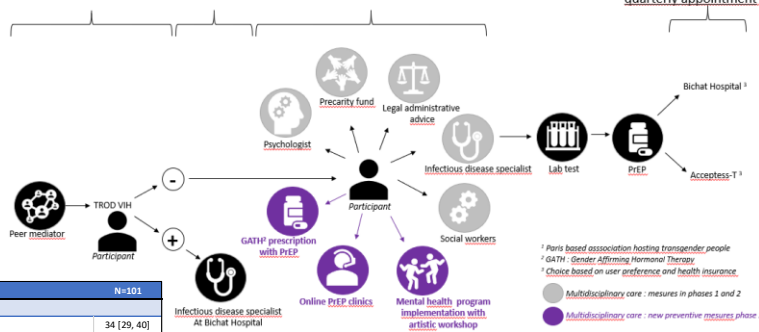 quarterly appointment
Bichat Hospital ³
Precarity fund
Legal administrative
advice
Psychologist
Infectious disease specialist
Lab test
PrEP
Acceptess-T ³
TROD VIH
-
Participant
Peer mediator
Participant
+
Social workers
GATH² prescription
with PrEP
Online PrEP clinics
Mental health program
implementation with
artistic workshop
Infectious disease specialist
At Bichat Hospital
¹ Paris based asssociation hosting transgender people
² GATH : Gender Affirming Hormonal Therapy
³ Choice based on user preference and health insurance
Multidisciplinary care : mesures in phases 1 and 2
Multidisciplinary care : new preventive mesures phase
N=101
34 [29, 40]